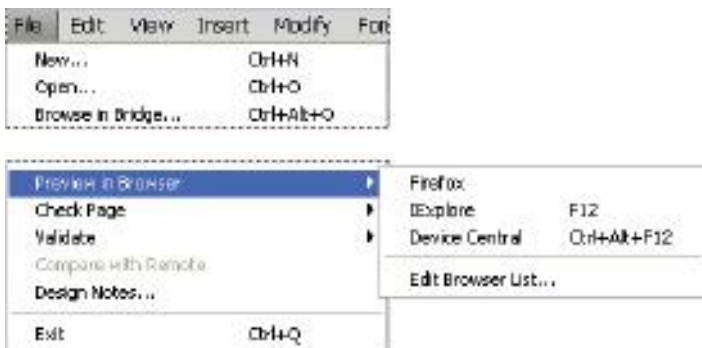 File Edit View Insert Modify For
New... Ctrl+N
Open... Ctrl+O
Browse in Bridge... Ctrl+Alt+O
Preview in Browser
Check Page
Validate
Compare with Remote
Design Notes...
Exit Ctrl+Q
Firefox
IExplore F12
Device Central Ctrl+Alt+F12
Edit Browser List...